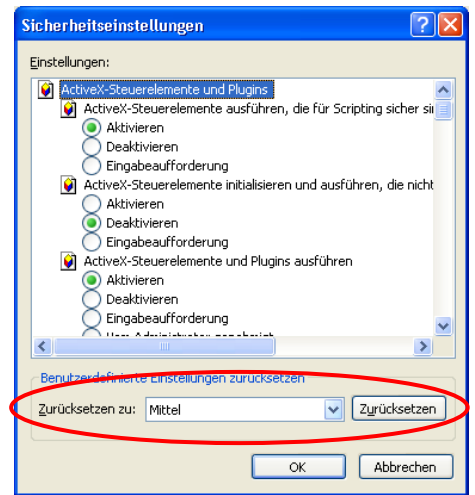 Sicherheitseinstellungen
Einstellungen:
ActiveX-Steuerelemente und Plugins
ActiveX-Steuerelemente ausführen, die für Scripting sicher
Aktivieren
Deaktivieren
Eingabeaufforderung
ActiveX-Steuerelemente initialisieren und ausführen, die nicht
Aktivieren
Deaktivieren
Eingabeaufforderung
ActiveX-Steuerelemente und Plugins ausführen
Aktivieren
Deaktivieren
Eingabeaufforderung
Benutzerdefinierte Einstellungen zurücksetzen
Zurücksetzen zu: Mittel Zurücksetzen
OK Abbrechen